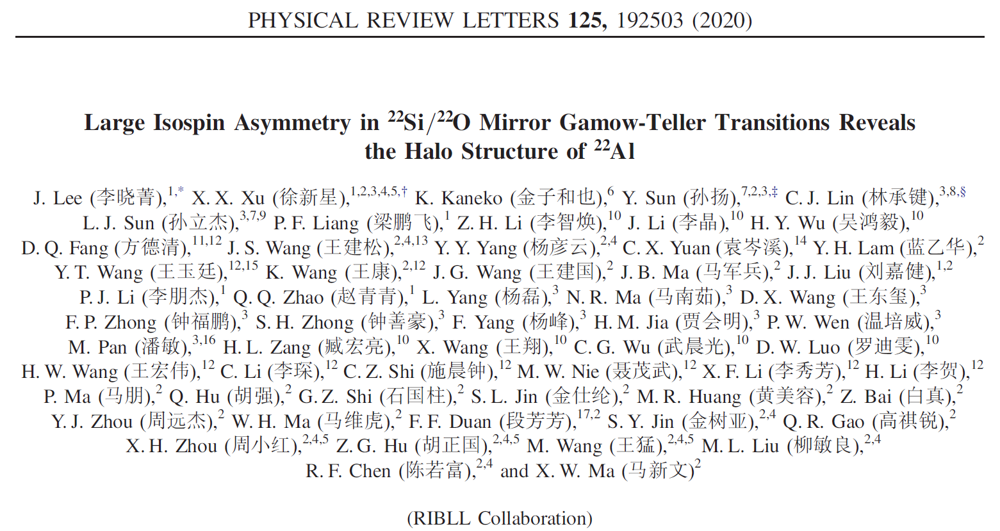 PHYSICAL REVIEW LETTERS 125, 192503 (2020)
Large Isospin Asymmetry in ²²Si/²²O Mirror Gamow-Teller Transitions Reveals
the Halo Structure of ²²Al
J. Lee (李晓菁),¹,* X. X. Xu (徐新星),¹,²,³,⁴,⁵,† K. Kaneko (金子和也),⁶ Y. Sun (孙扬),⁷,²,³,‡ C. J. Lin (林承键),³,⁸,§
L. J. Sun (孙立杰),³,⁷,⁹ P. F. Liang (梁鹏飞),¹ Z. H. Li (李智焕),¹⁰ J. Li (李晶),¹⁰ H. Y. Wu (吴鸿毅),¹⁰
D. Q. Fang (方德清),¹¹,¹² J. S. Wang (王建松),²,⁴,¹³ Y. Y. Yang (杨彦云),²,⁴ C. X. Yuan (袁岑溪),¹⁴ Y. H. Lam (蓝乙华),²
Y. T. Wang (王玉廷),¹²,¹⁵ K. Wang (王康),²,¹² J. G. Wang (王建国),² J. B. Ma (马军兵),² J. J. Liu (刘嘉健),¹,²
P. J. Li (李朋杰),¹ Q. Q. Zhao (赵青青),¹ L. Yang (杨磊),³ N. R. Ma (马南茹),³ D. X. Wang (王东玺),³
F. P. Zhong (钟福鹏),³ S. H. Zhong (钟善豪),³ F. Yang (杨峰),³ H. M. Jia (贾会明),³ P. W. Wen (温培威),³
M. Pan (潘敏),³,¹⁶ H. L. Zang (臧宏亮),¹⁰ X. Wang (王翔),¹⁰ C. G. Wu (武晨光),¹⁰ D. W. Luo (罗迪雯),¹⁰
H. W. Wang (王宏伟),¹² C. Li (李琛),¹² C. Z. Shi (施晨钟),¹² M. W. Nie (聂茂武),¹² X. F. Li (李秀芳),¹² H. Li (李贺),¹²
P. Ma (马朋),² Q. Hu (胡强),² G. Z. Shi (石国柱),² S. L. Jin (金仕纶),² M. R. Huang (黄美容),² Z. Bai (白真),²
Y. J. Zhou (周远杰),² W. H. Ma (马维虎),² F. F. Duan (段芳芳),¹⁷,² S. Y. Jin (金树亚),²,⁴ Q. R. Gao (高祺锐),²
X. H. Zhou (周小红),²,⁴,⁵ Z. G. Hu (胡正国),²,⁴,⁵ M. Wang (王猛),²,⁴,⁵ M. L. Liu (柳敏良),²,⁴
R. F. Chen (陈若富),²,⁴ and X. W. Ma (马新文)²
(RIBLL Collaboration)